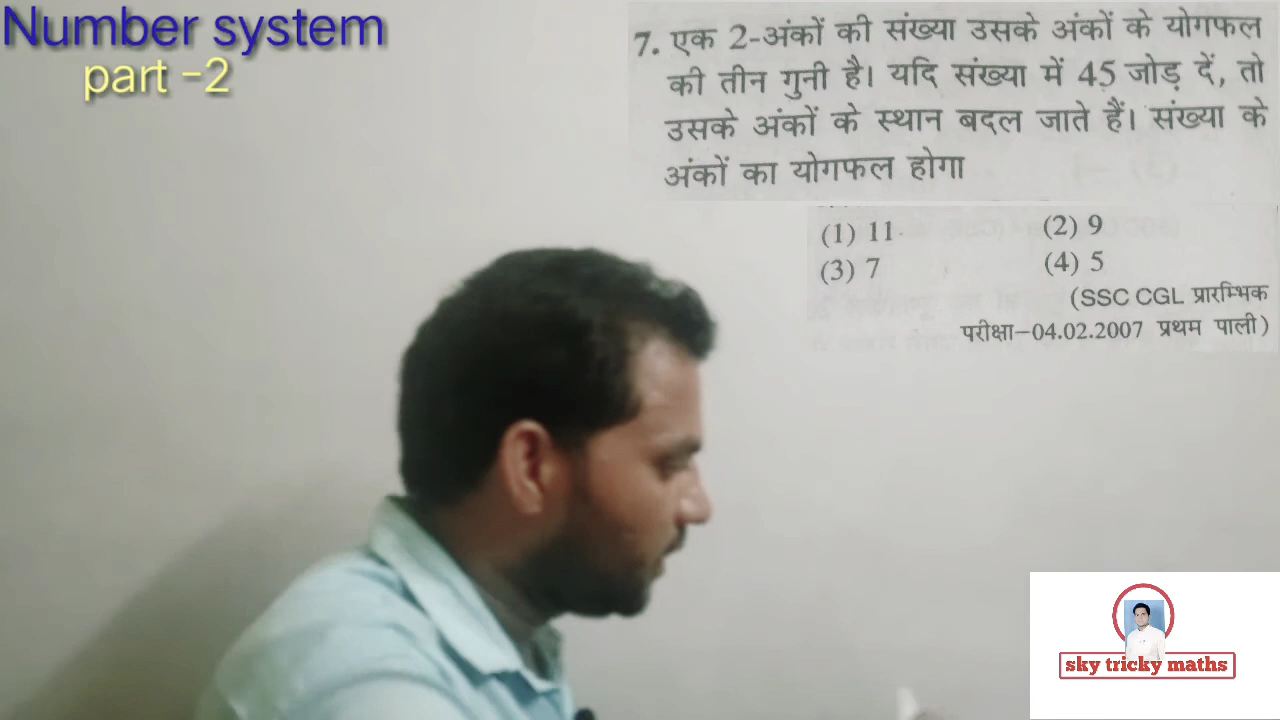 Number system
part -2
7. एक 2-अंकों की संख्या उसके अंकों के योगफल
की तीन गुनी है। यदि संख्या में 45 जोड़ दें, तो
उसके अंकों के स्थान बदल जाते हैं। संख्या के
अंकों का योगफल होगा
(1) 11 (2) 9
(3) 7 (4) 5
(SSC CGL प्रारम्भिक
परीक्षा-04.02.2007 प्रथम पाली)
sky tricky maths